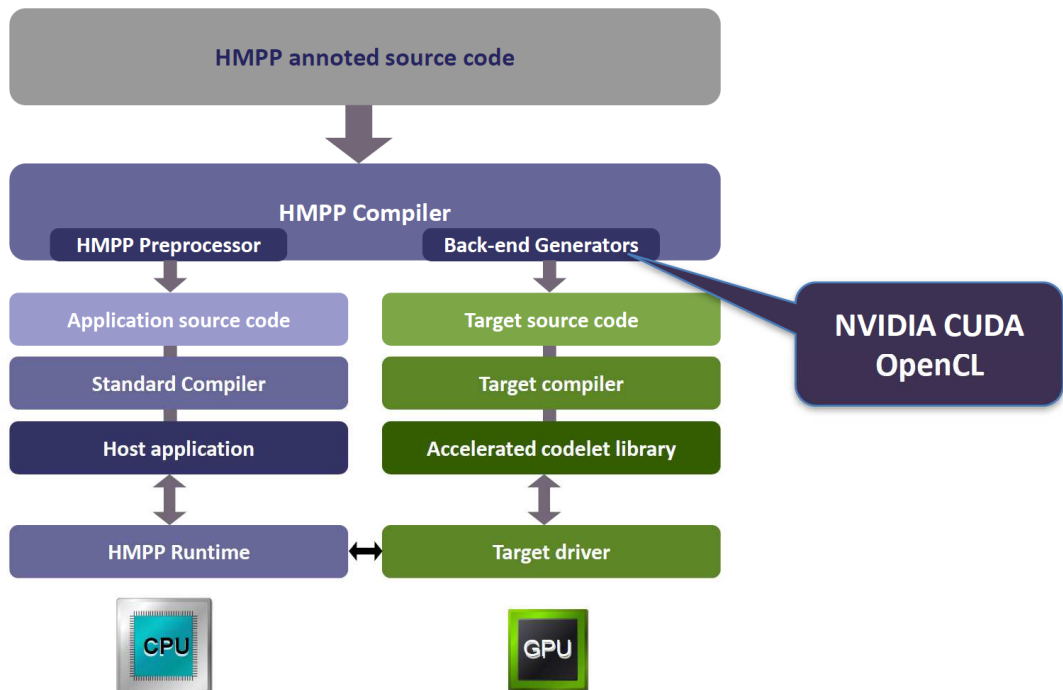 HMPP annoted source code
HMPP Compiler
HMPP Preprocessor
Back-end Generators
Application source code
Target source code
NVIDIA CUDA
OpenCL
Standard Compiler
Target compiler
Host application
Accelerated codelet library
HMPP Runtime
Target driver
CPU
GPU